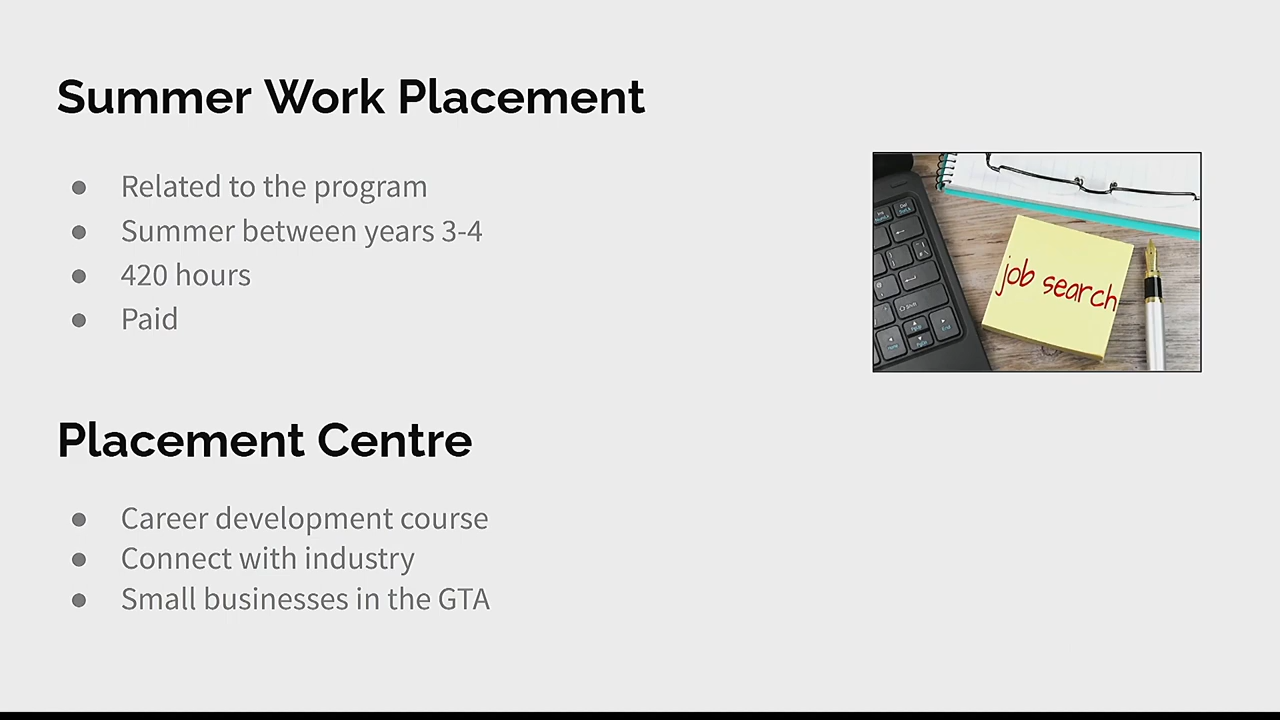 Summer Work Placement
● Related to the program
● Summer between years 3-4
● 420 hours
● Paid
job search
Placement Centre
● Career development course
● Connect with industry
● Small businesses in the GTA